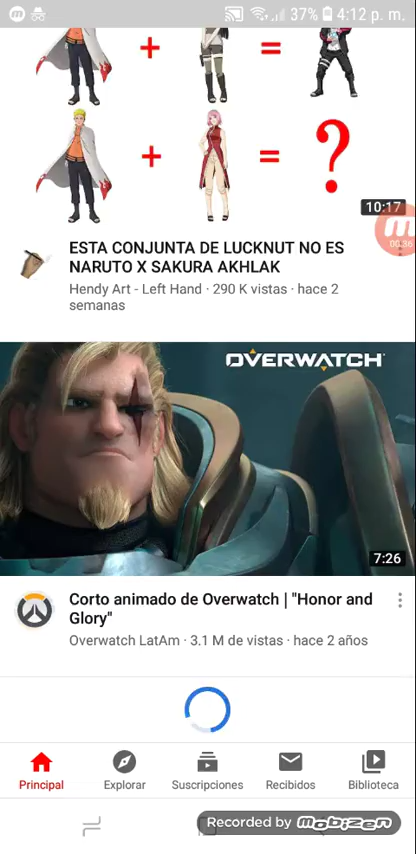 37% 4:12 p. m.
+ =
+ = ?
10:17
00:36
ESTA CONJUNTA DE LUCKNUT NO ES
NARUTO X SAKURA AKHLAK
Hendy Art - Left Hand · 290 K vistas · hace 2
semanas
OVERWATCH
7:26
Corto animado de Overwatch | "Honor and
Glory"
Overwatch LatAm · 3.1 M de vistas · hace 2 años
Principal Explorar Suscripciones Recibidos Biblioteca
Recorded by mobizen